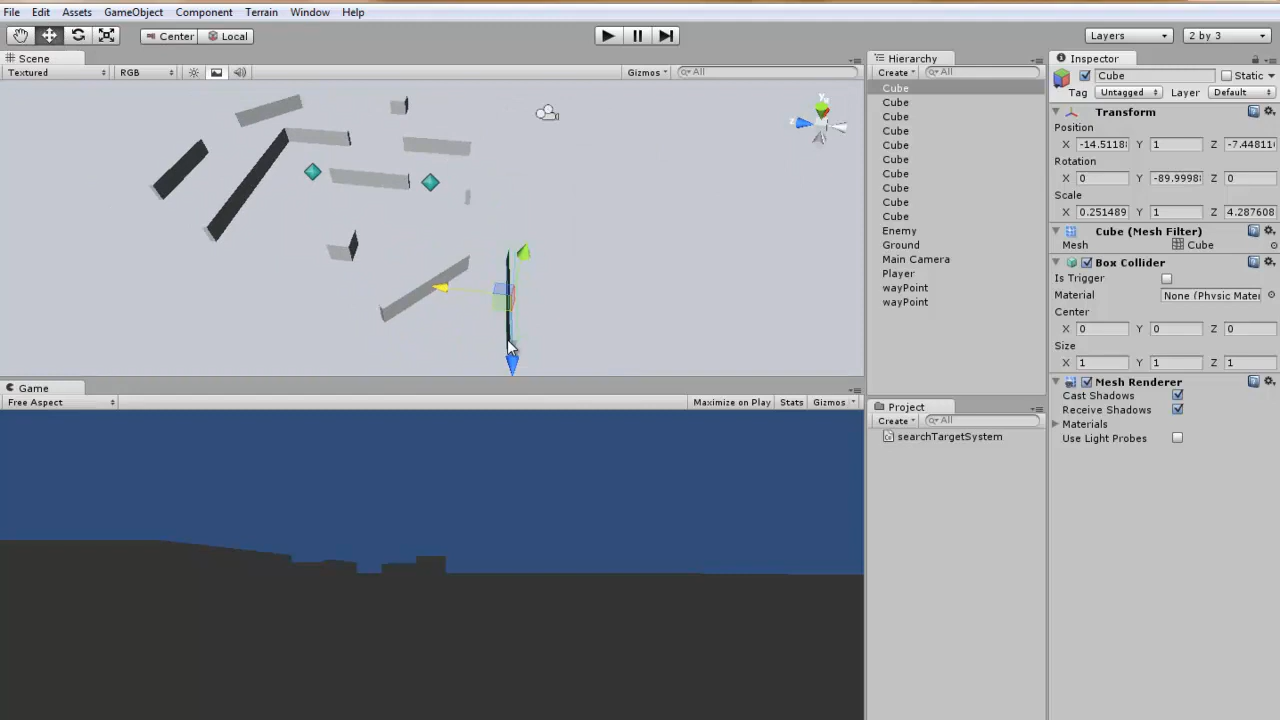 File Edit Assets GameObject Component Terrain Window Help
Center Local Layers 2 by 3
Scene
Textured RGB Gizmos All
y
z
Game
Free Aspect Maximize on Play Stats Gizmos
Hierarchy
Create All
Cube
Cube
Cube
Cube
Cube
Cube
Cube
Cube
Cube
Cube
Enemy
Ground
Main Camera
Player
wayPoint
wayPoint
Project
Create All
searchTargetSystem
Inspector
Cube Static
Tag Untagged Layer Default
Transform
Position
X -14.5118 Y 1 Z -7.44811
Rotation
X 0 Y -89.9998 Z 0
Scale
X 0.251489 Y 1 Z 4.287608
Cube (Mesh Filter)
Mesh Cube
Box Collider
Is Trigger
Material None (Physic Mater
Center
X 0 Y 0 Z 0
Size
X 1 Y 1 Z 1
Mesh Renderer
Cast Shadows
Receive Shadows
Materials
Use Light Probes